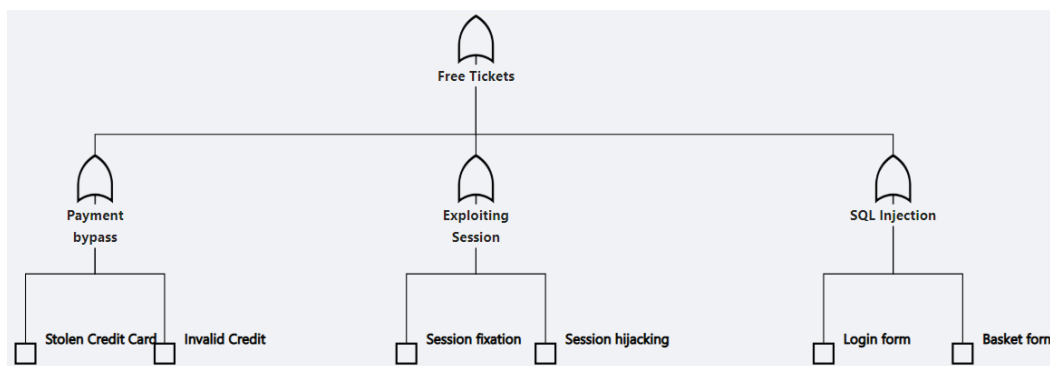 Free Tickets
Payment
bypass
Exploiting
Session
SQL Injection
Stolen Credit Card
Invalid Credit
Session fixation
Session hijacking
Login form
Basket form